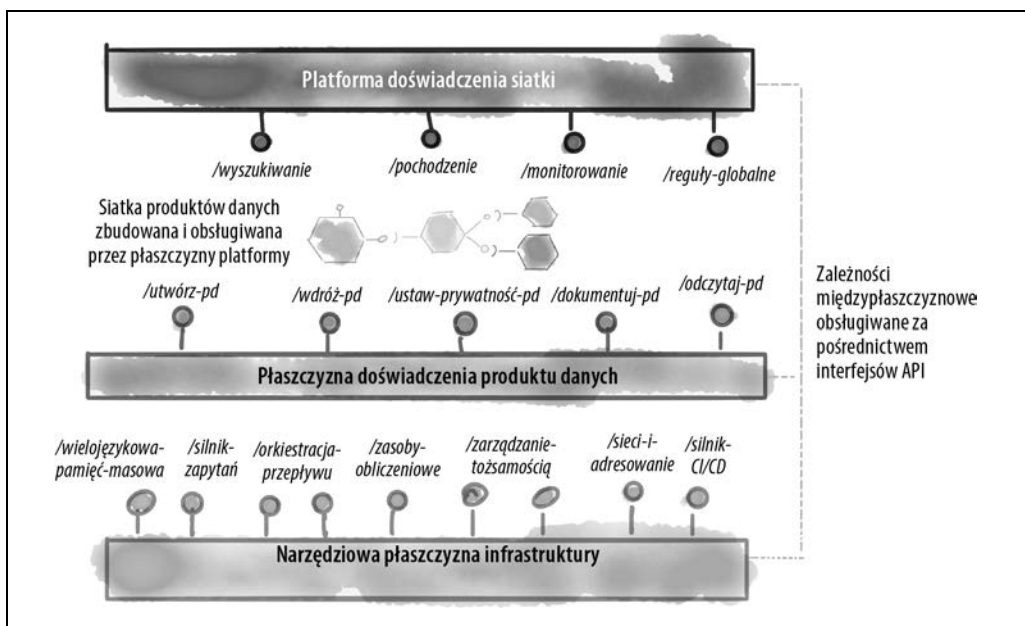 Platforma doświadczenia siatki
/wyszukiwanie
/pochodzenie
/monitorowanie
/reguły-globalne
Siatka produktów danych
zbudowana i obsługiwana
przez płaszczyzny platformy
/utwórz-pd
/wdróż-pd
/ustaw-prywatność-pd
/dokumentuj-pd
/odczytaj-pd
Płaszczyzna doświadczenia produktu danych
/wielojęzykowa-
pamięć-masowa
/silnik-
zapytań
/orkiestracja-
przepływu
/zasoby-
obliczeniowe
/zarządzanie-
tożsamością
/sieci-i-
adresowanie
/silnik-
CI/CD
Narzędziowa płaszczyzna infrastruktury
Zależności
międzypłaszczyznowe
obsługiwane za
pośrednictwem
interfejsów API